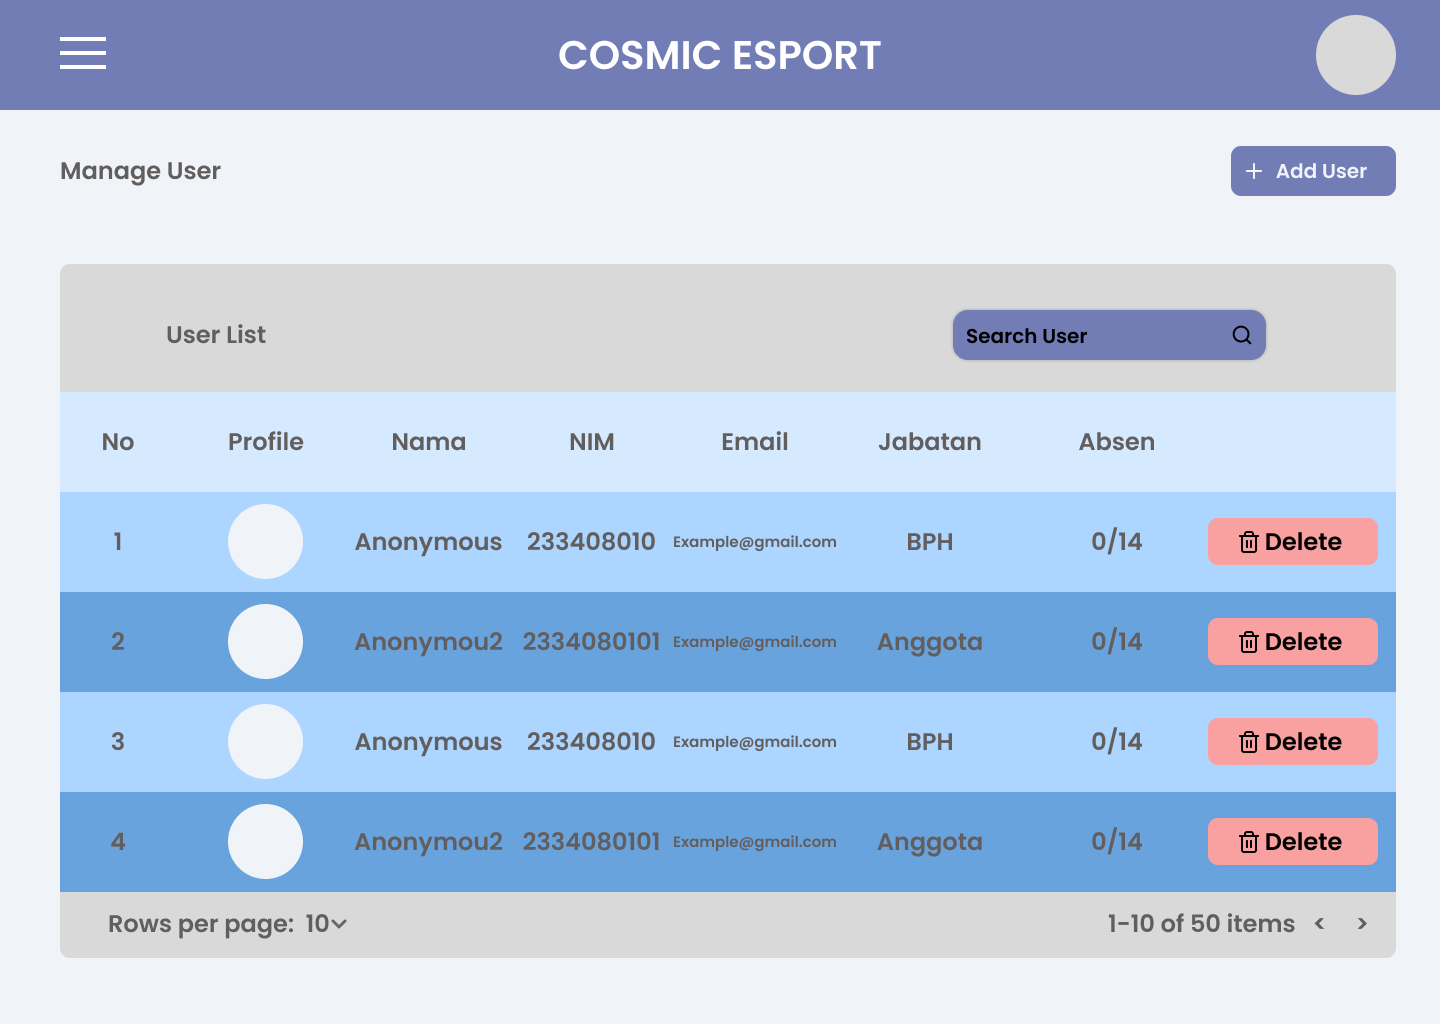 COSMIC ESPORT
Manage User
+ Add User
User List
Search User
No Profile Nama NIM Email Jabatan Absen
1 Anonymous 233408010 Example@gmail.com BPH 0/14 Delete
2 Anonymou2 2334080101 Example@gmail.com Anggota 0/14 Delete
3 Anonymous 233408010 Example@gmail.com BPH 0/14 Delete
4 Anonymou2 2334080101 Example@gmail.com Anggota 0/14 Delete
Rows per page: 10 1-10 of 50 items < >